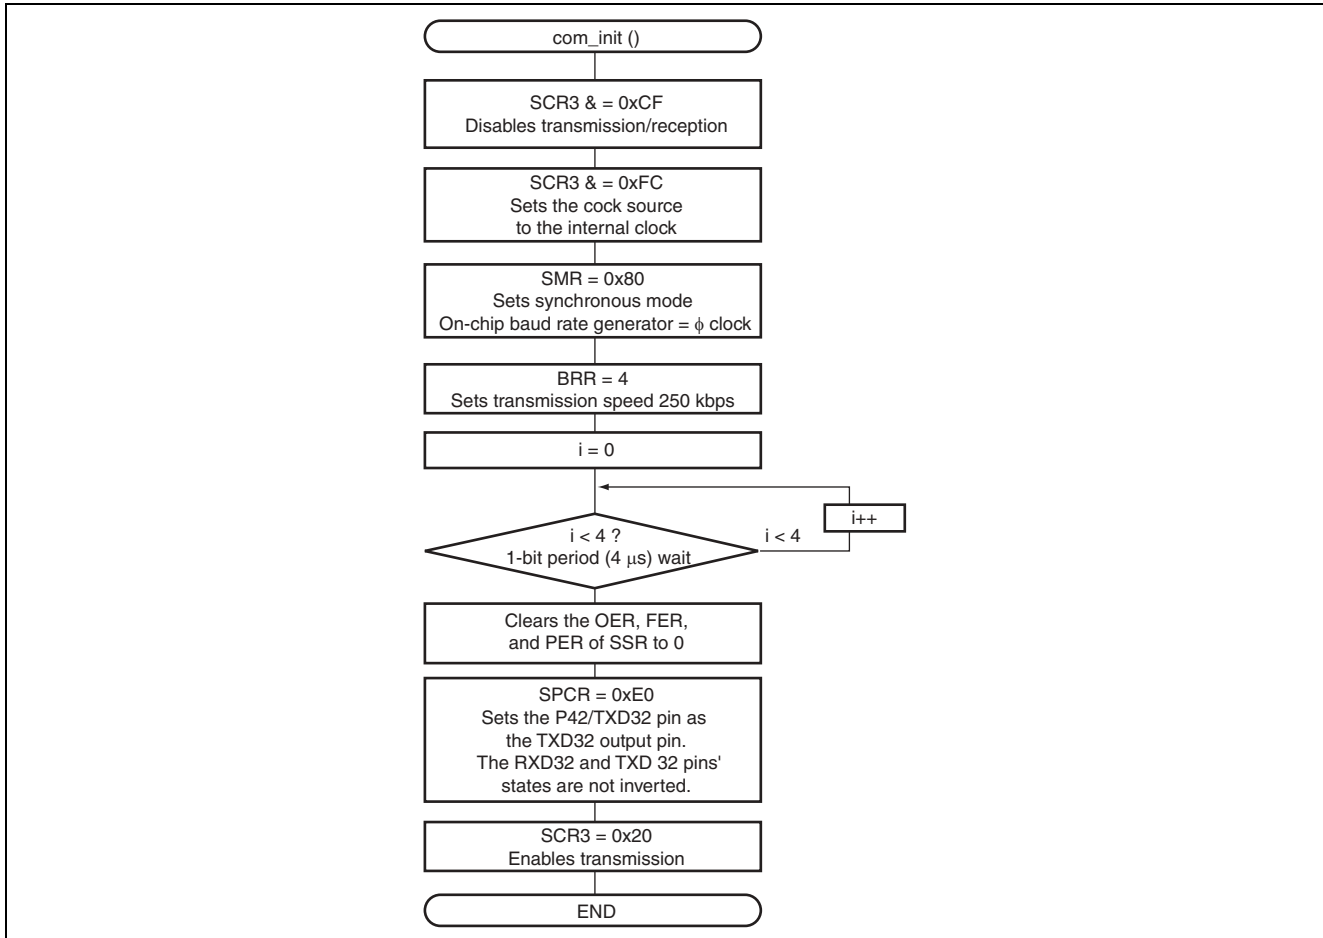 com_init ()
SCR3 & = 0xCF
Disables transmission/reception
SCR3 & = 0xFC
Sets the cock source
to the internal clock
SMR = 0x80
Sets synchronous mode
On-chip baud rate generator = ϕ clock
BRR = 4
Sets transmission speed 250 kbps
i = 0
i++
i < 4 ?
i < 4
1-bit period (4 μs) wait
Clears the OER, FER,
and PER of SSR to 0
SPCR = 0xE0
Sets the P42/TXD32 pin as
the TXD32 output pin.
The RXD32 and TXD 32 pins'
states are not inverted.
SCR3 = 0x20
Enables transmission
END